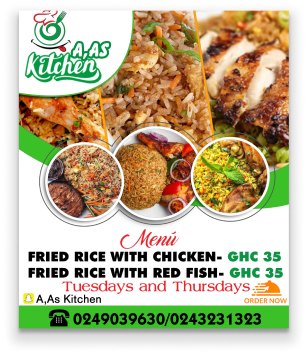 A,AS
Kitchen
Menú
FRIED RICE WITH CHICKEN- GHC 35
FRIED RICE WITH RED FISH- GHC 35
Tuesdays and Thursdays
A,As Kitchen
ORDER NOW
0249039630/0243231323